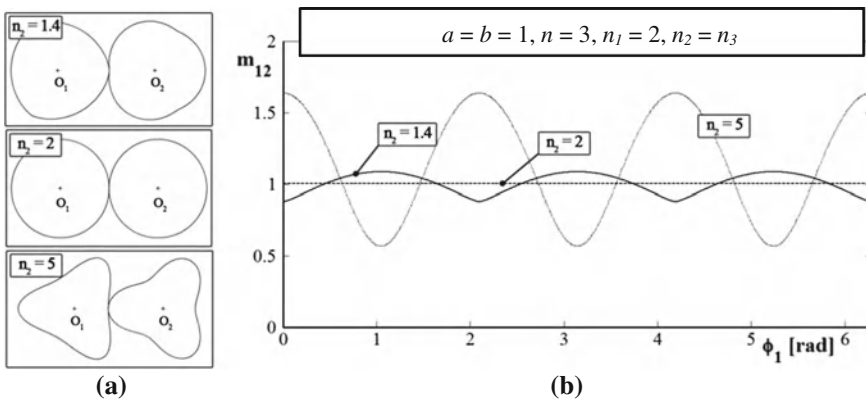 n₂ = 1.4
O₁ O₂
n₂ = 2
O₁ O₂
n₂ = 5
O₁ O₂
(a)
a = b = 1, n = 3, n₁ = 2, n₂ = n₃
m₁₂
2
1.5
1
0.5
0
n₂ = 1.4
n₂ = 2
n₂ = 5
0 1 2 3 4 5 6
ϕ₁ [rad]
(b)